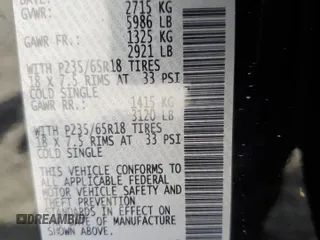 DATE:
GVWR: 2715 KG
5986 LB
GAWR FR.: 1325 KG
2921 LB
WITH P235/65R18 TIRES
18 X 7.5 RIMS AT 33 PSI
COLD SINGLE
GAWR RR.: 1415 KG
3120 LB
WITH P235/65R18 TIRES
18 X 7.5 RIMS AT 33 PSI
COLD SINGLE
THIS VEHICLE CONFORMS TO
ALL APPLICABLE FEDERAL
MOTOR VEHICLE SAFETY AND
THEFT PREVENTION
STANDARDS IN EFFECT ON
SHOWN ABOVE.
DREAMBID